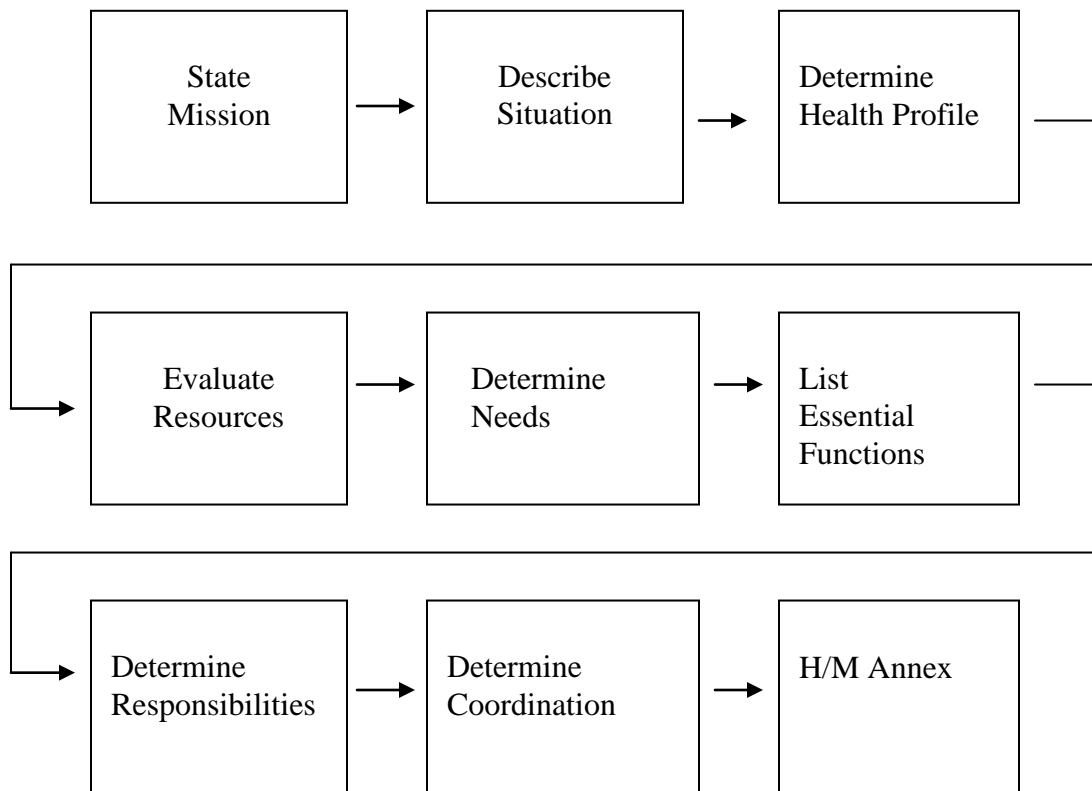 State
Mission
Describe
Situation
Determine
Health Profile
Evaluate
Resources
Determine
Needs
List
Essential
Functions
Determine
Responsibilities
Determine
Coordination
H/M Annex